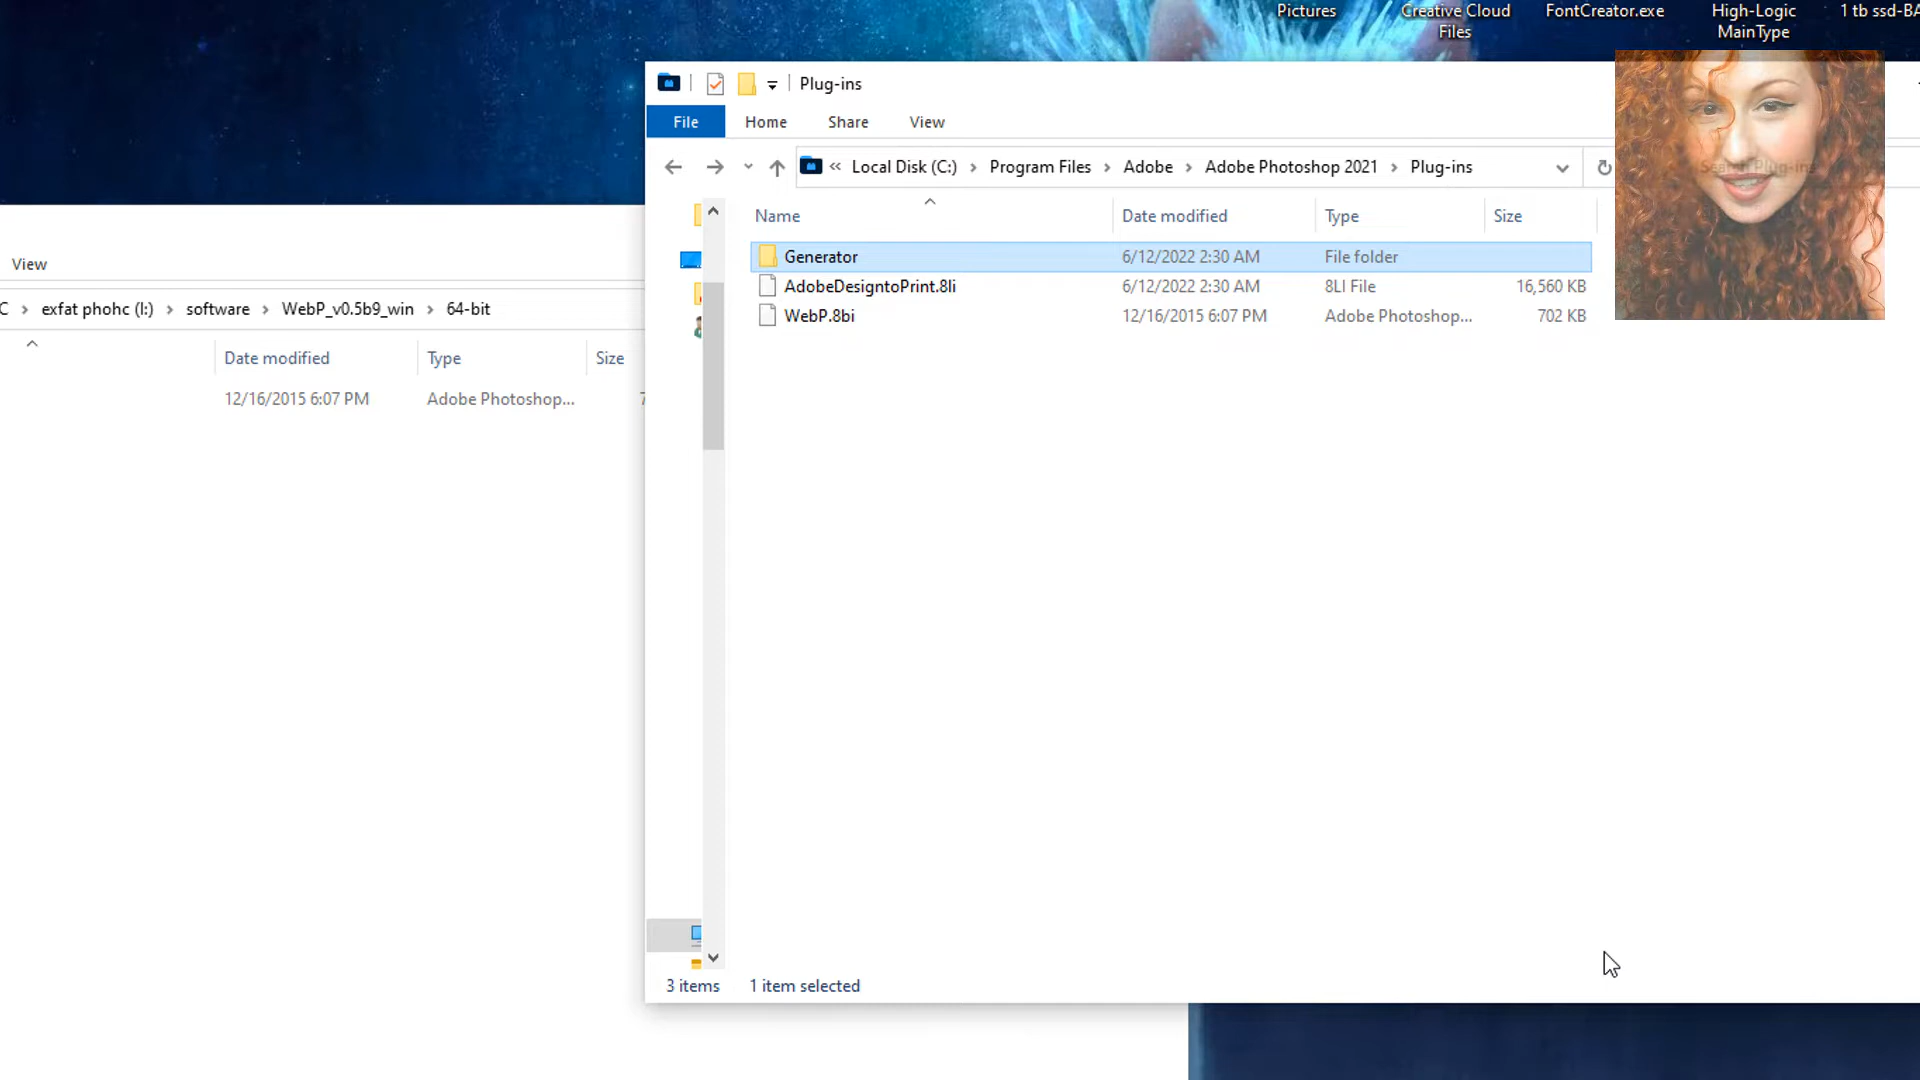 Pictures
Creative Cloud
Files
FontCreator.exe
High-Logic
MainType
1 tb ssd-BA
Plug-ins
File Home Share View
« Local Disk (C:) > Program Files > Adobe > Adobe Photoshop 2021 > Plug-ins
Search Plug-ins
Name Date modified Type Size
Generator 6/12/2022 2:30 AM File folder
AdobeDesigntoPrint.8li 6/12/2022 2:30 AM 8LI File 16,560 KB
WebP.8bi 12/16/2015 6:07 PM Adobe Photoshop... 702 KB
3 items 1 item selected
View
C > exfat phohc (I:) > software > WebP_v0.5b9_win > 64-bit
Date modified Type Size
12/16/2015 6:07 PM Adobe Photoshop... 7